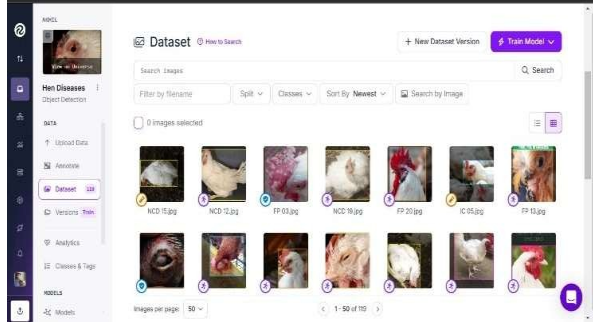 MODEL
View on Universe
Hen Diseases
Object Detection
DATA
Upload Data
Annotate
Dataset
Versions Train
Analytics
Classes & Tags
MODELS
Models
Dataset How to Search
+ New Dataset Version
Train Model
Search images
Search
Filter by filename
Split
Classes
Sort By Newest
Search by Image
0 images selected
NCD 15.jpg
NCD 12.jpg
FP 03.jpg
NCD 19.jpg
FP 20.jpg
IC 05.jpg
FP 13.jpg
Images per page: 50
1 - 50 of 119